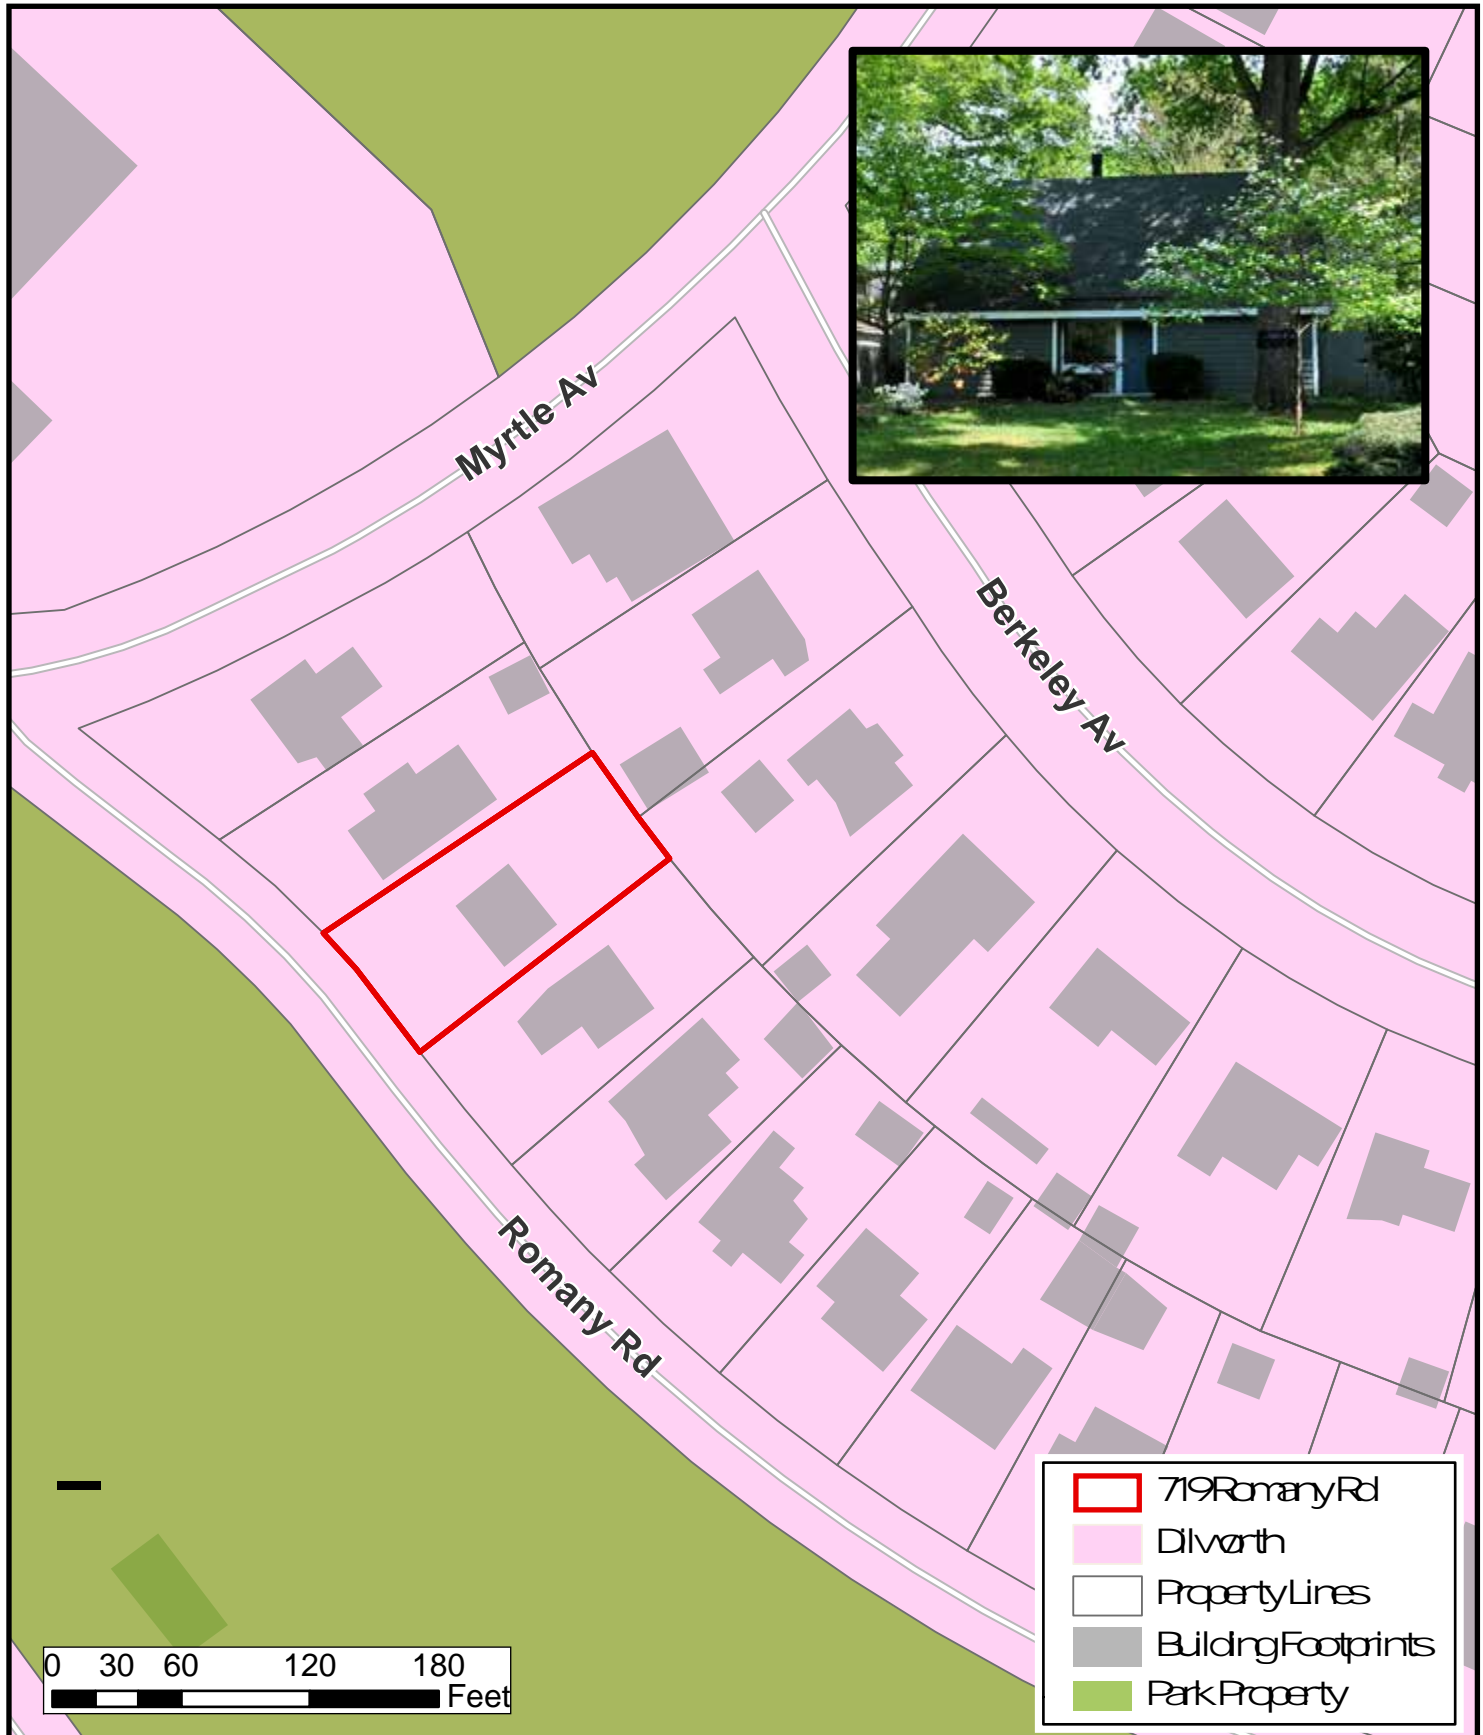 Myrtle Av
Berkeley Av
Romany Rd
719 Romany Rd
Dilworth
Property Lines
Building Footprints
Park Property
0 30 60 120 180
Feet